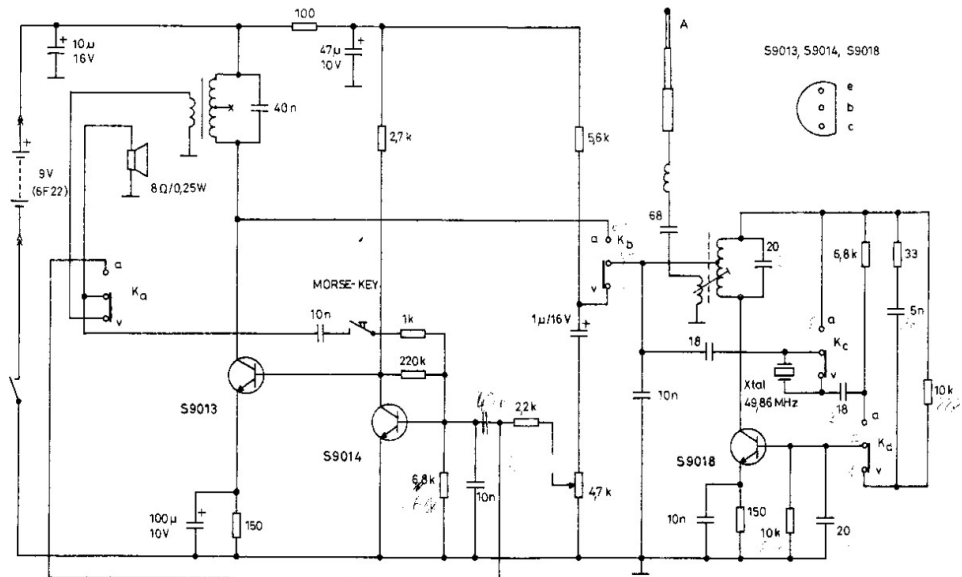 100
+
10µ
16V
47µ
10V
+
A
S9013, S9014, S9018
e
b
c
40n
2,7k
5,6k
+
9V
(6F22)
8Ω/0,25W
68
20
6,8k
33
a
Kb
v
a
Ka
v
MORSE-KEY
10n
1k
1µ/16V
+
5n
a
Kc
v
18
220k
Xtal
49,86 MHz
18
10k
S9013
10n
a
Kd
v
2,2k
S9014
S9018
6,8k
10n
4,7k
100µ
10V
+
150
10n
150
10k
20